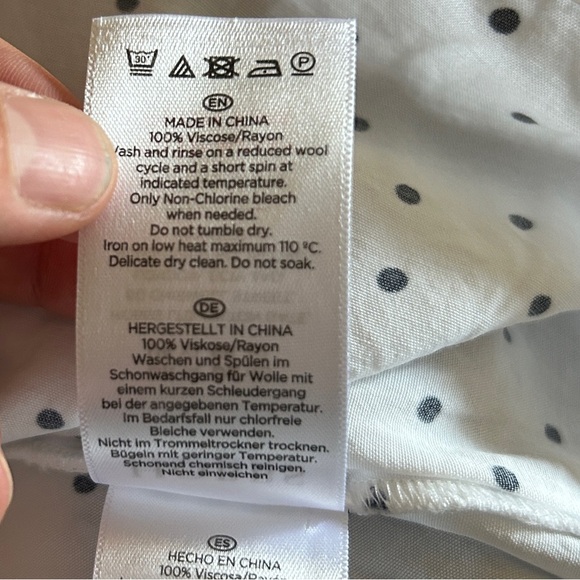 30°
P
EN
MADE IN CHINA
100% Viscose/Rayon
ash and rinse on a reduced wool
cycle and a short spin at
indicated temperature.
Only Non-Chlorine bleach
when needed.
Do not tumble dry.
Iron on low heat maximum 110 ºC.
Delicate dry clean. Do not soak.
DE
HERGESTELLT IN CHINA
100% Viskose/Rayon
Waschen und Spülen im
Schonwaschgang für Wolle mit
einem kurzen Schleudergang
bei der angegebenen Temperatur.
Im Bedarfsfall nur chlorfreie
Bleiche verwenden.
Nicht im Trommeltrockner trocknen.
Bügeln mit geringer Temperatur.
Schonend chemisch reinigen.
Nicht einweichen
ES
HECHO EN CHINA
100% Viscosa/Rayón